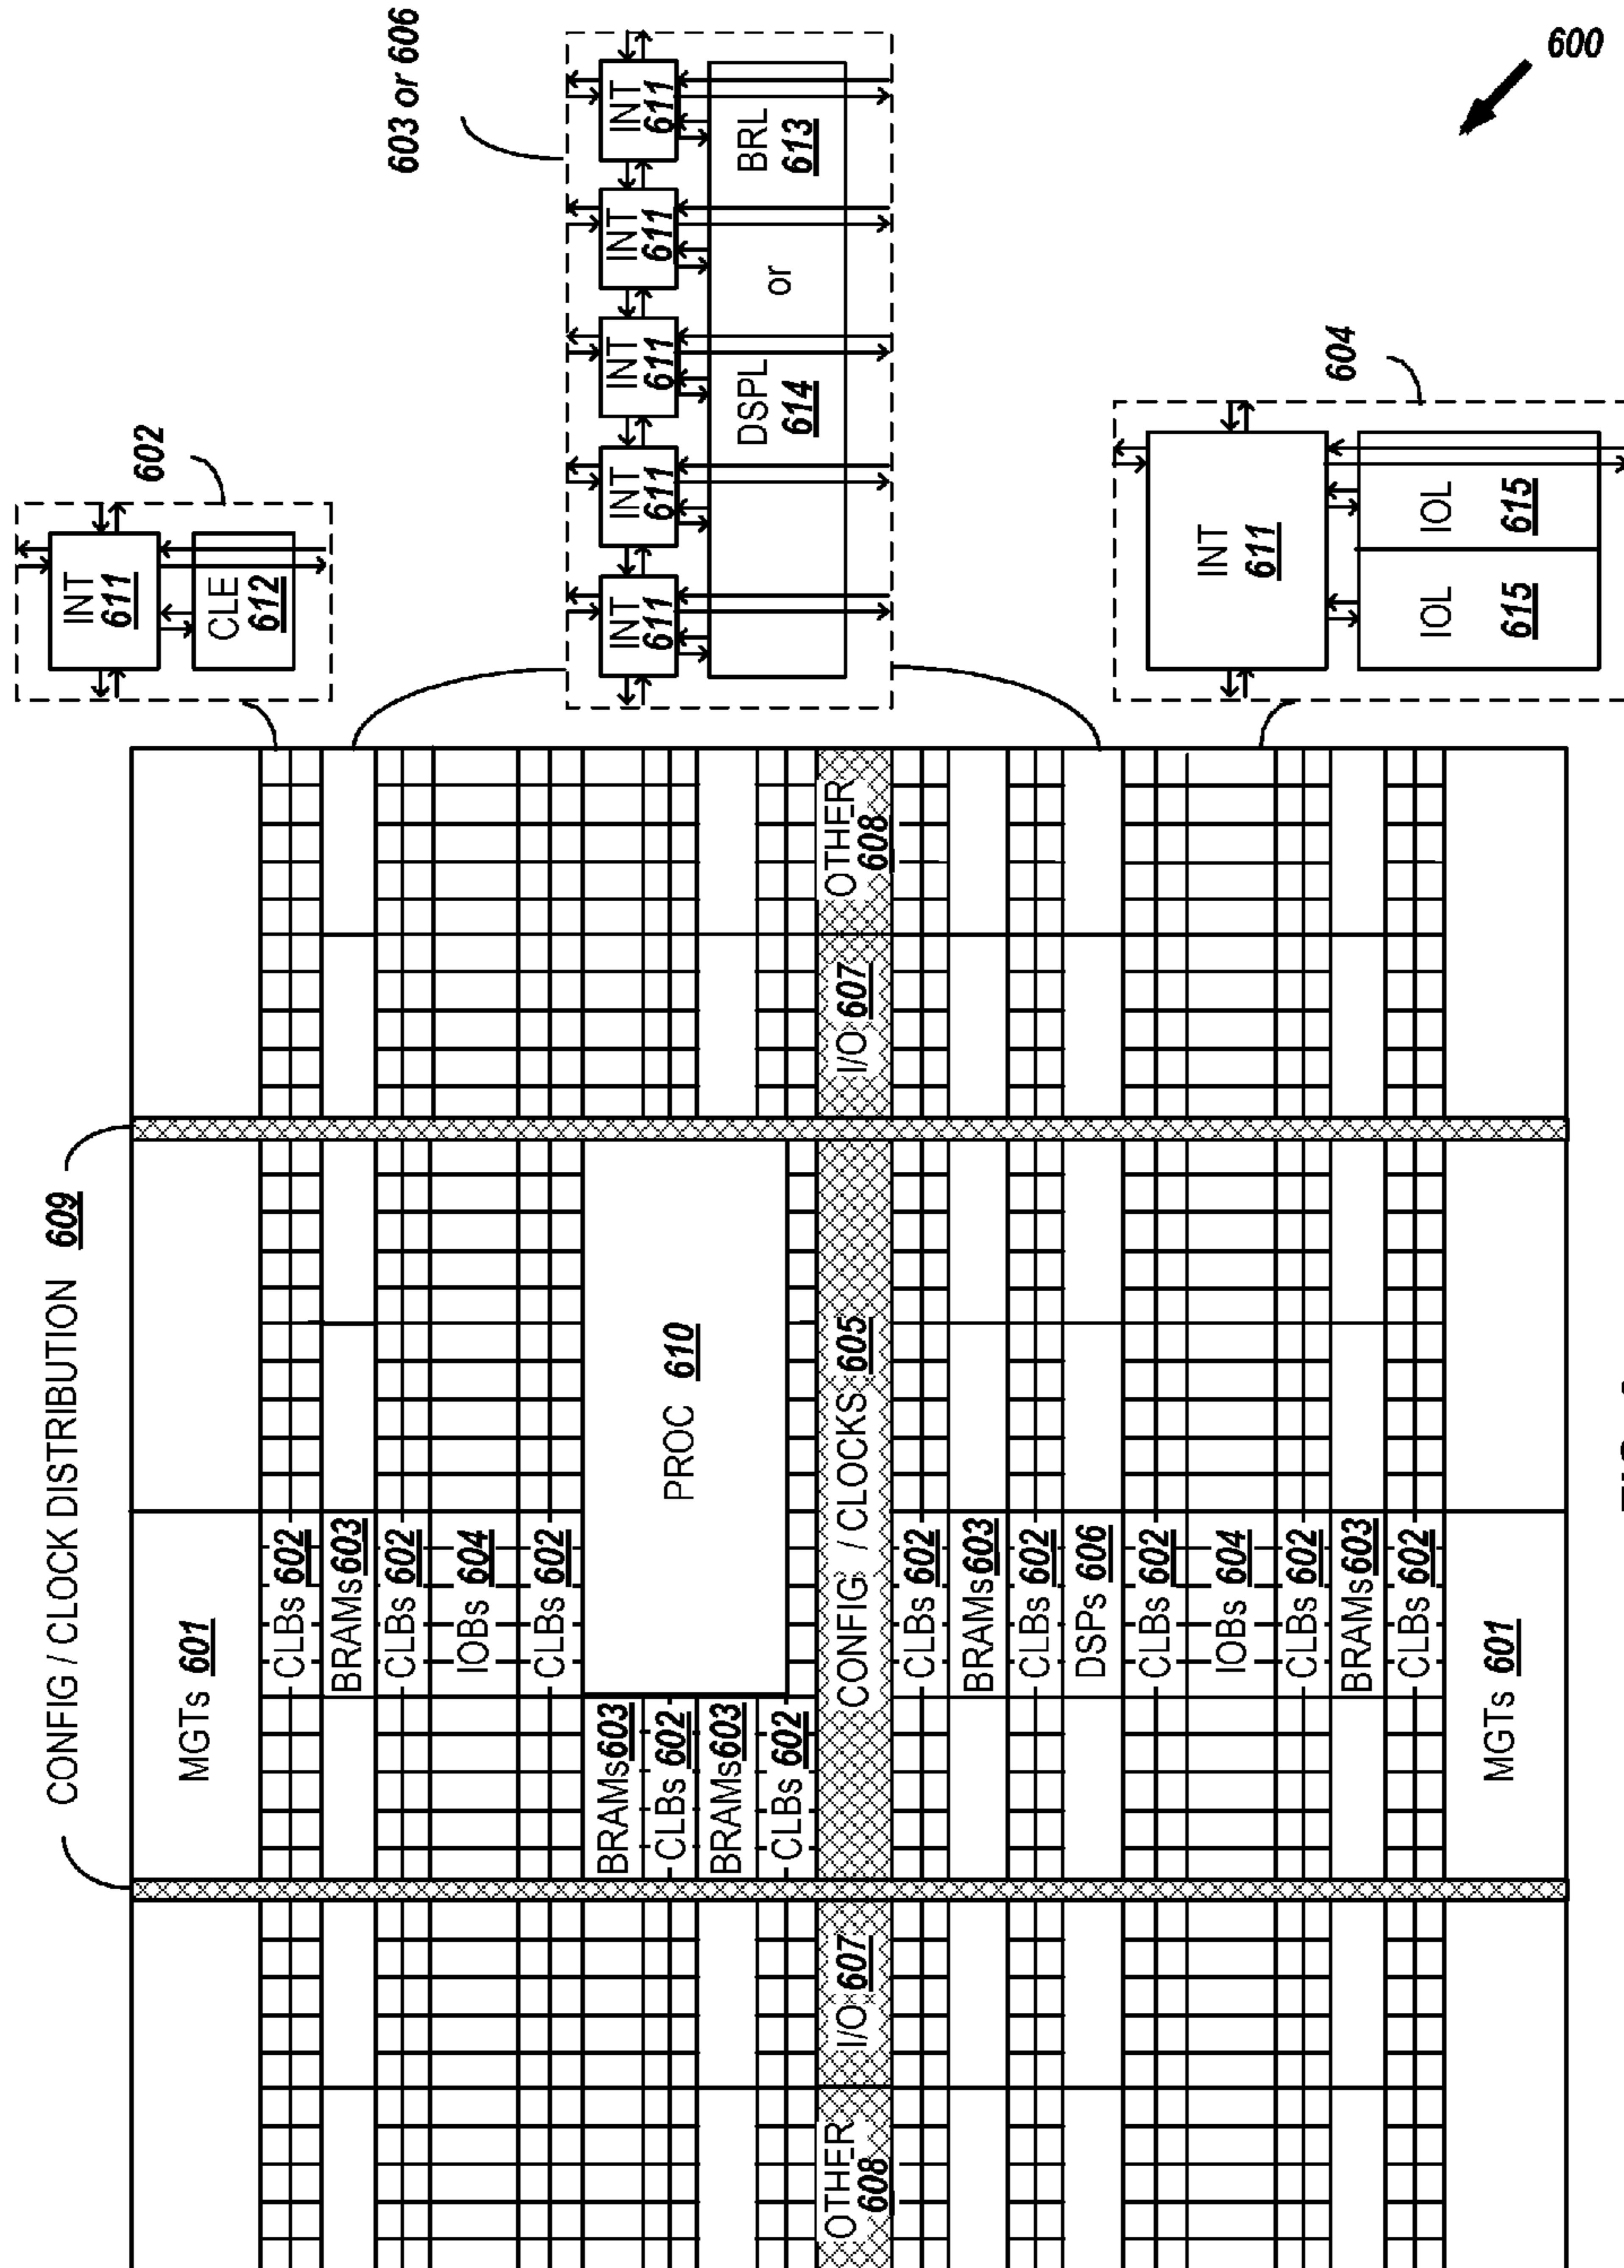 600
603 or 606
602
604
INT
611
CLE
612
INT
611
INT
611
INT
611
INT
611
INT
611
DSPL
614
or
BRL
613
INT
611
IOL
615
IOL
615
CONFIG / CLOCK DISTRIBUTION 609
MGTs 601
CLBs 602
BRAMs 603
CLBs 602
IOBs 604
CLBs 602
BRAMs 603
CLBs 602
BRAMs 603
CLBs 602
PROC 610
OTHER
608
I/O 607
CONFIG / CLOCKS 605
I/O 607
OTHER
608
CLBs 602
BRAMs 603
CLBs 602
DSPs 606
CLBs 602
IOBs 604
CLBs 602
BRAMs 603
CLBs 602
MGTs 601